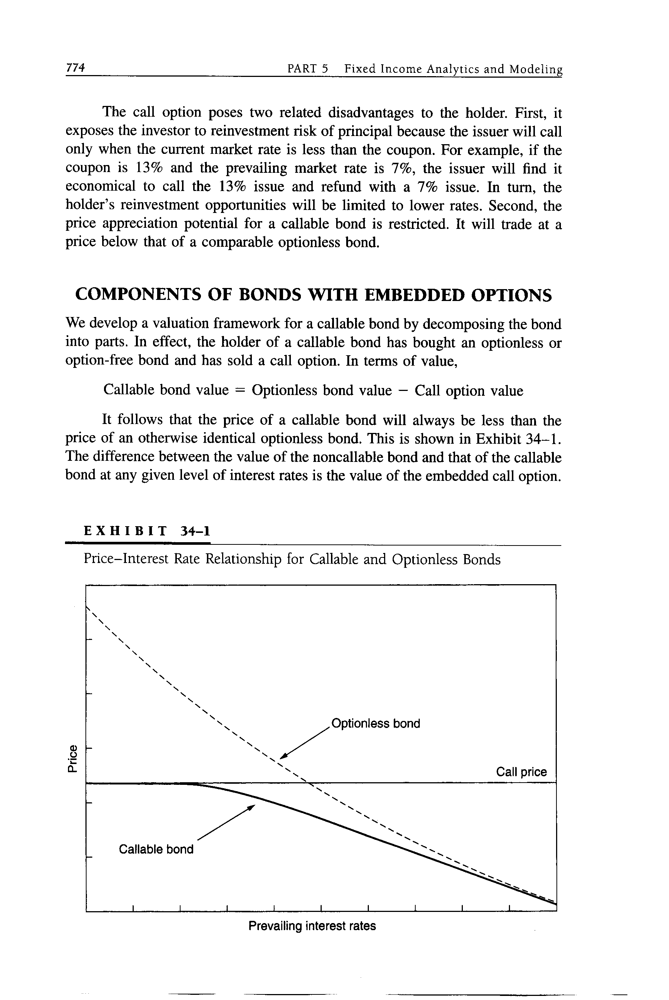 774
PART 5 Fixed Income Analytics and Modeling
The call option poses two related disadvantages to the holder. First, it
exposes the investor to reinvestment risk of principal because the issuer will call
only when the current market rate is less than the coupon. For example, if the
coupon is 13% and the prevailing market rate is 7%, the issuer will find it
economical to call the 13% issue and refund with a 7% issue. In turn, the
holder's reinvestment opportunities will be limited to lower rates. Second, the
price appreciation potential for a callable bond is restricted. It will trade at a
price below that of a comparable optionless bond.
COMPONENTS OF BONDS WITH EMBEDDED OPTIONS
We develop a valuation framework for a callable bond by decomposing the bond
into parts. In effect, the holder of a callable bond has bought an optionless or
option-free bond and has sold a call option. In terms of value,
Callable bond value = Optionless bond value − Call option value
It follows that the price of a callable bond will always be less than the
price of an otherwise identical optionless bond. This is shown in Exhibit 34–1.
The difference between the value of the noncallable bond and that of the callable
bond at any given level of interest rates is the value of the embedded call option.
EXHIBIT 34–1
Price–Interest Rate Relationship for Callable and Optionless Bonds
Optionless bond
Price
Call price
Callable bond
Prevailing interest rates